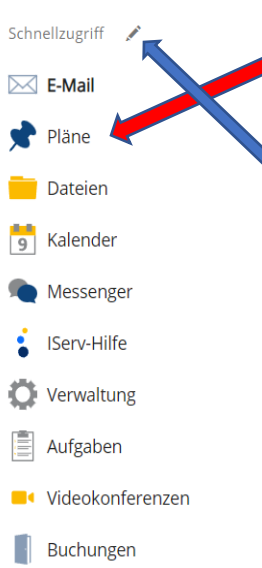 Schnellzugriff
E-Mail
Pläne
Dateien
9
Kalender
Messenger
IServ-Hilfe
Verwaltung
Aufgaben
Videokonferenzen
Buchungen